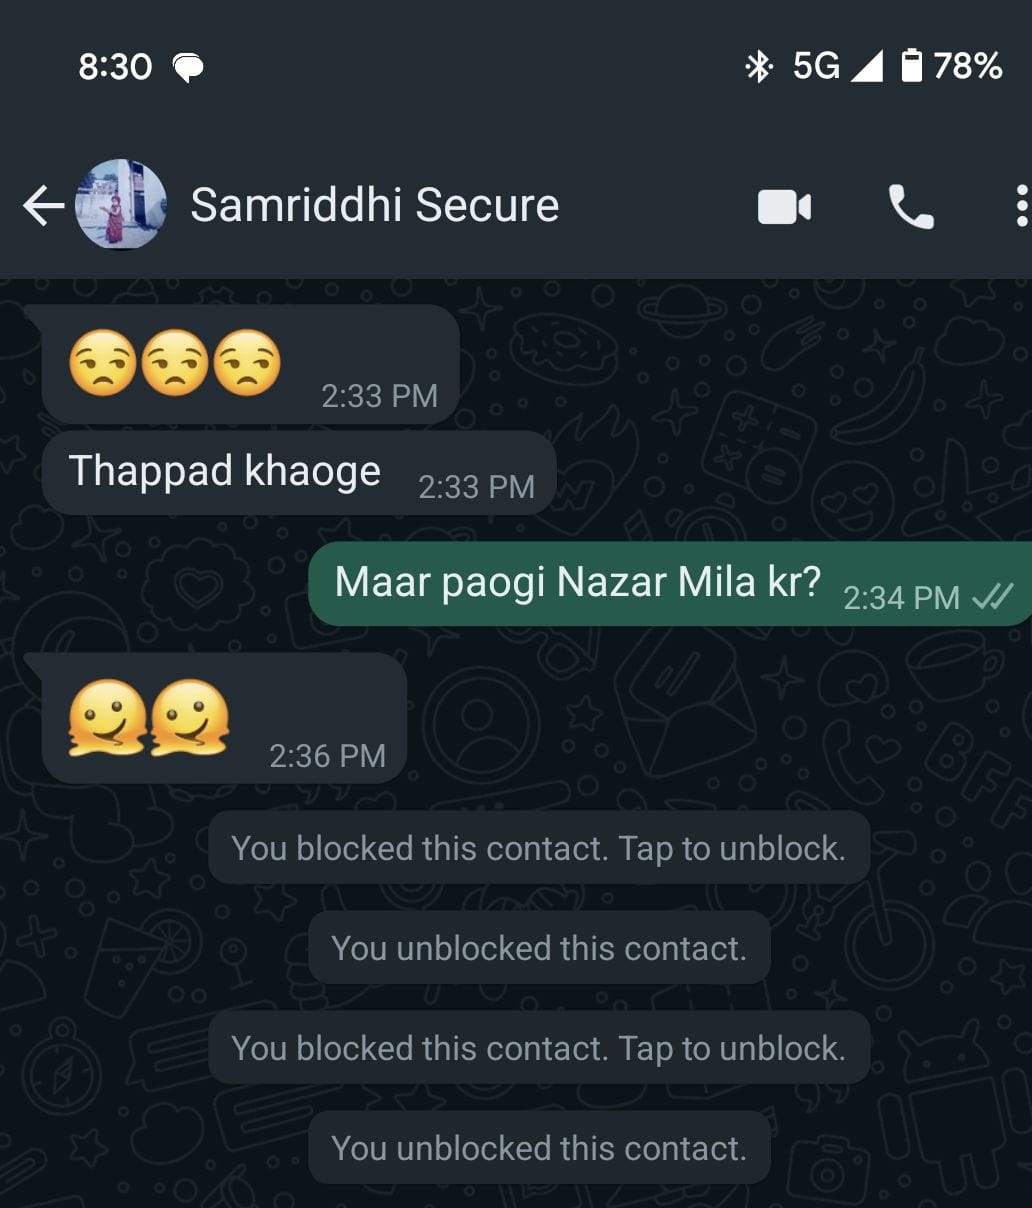 8:30 5G 78%
Samriddhi Secure
😒😒😒 2:33 PM
Thappad khaoge 2:33 PM
Maar paogi Nazar Mila kr? 2:34 PM
🫠🫠 2:36 PM
You blocked this contact. Tap to unblock.
You unblocked this contact.
You blocked this contact. Tap to unblock.
You unblocked this contact.